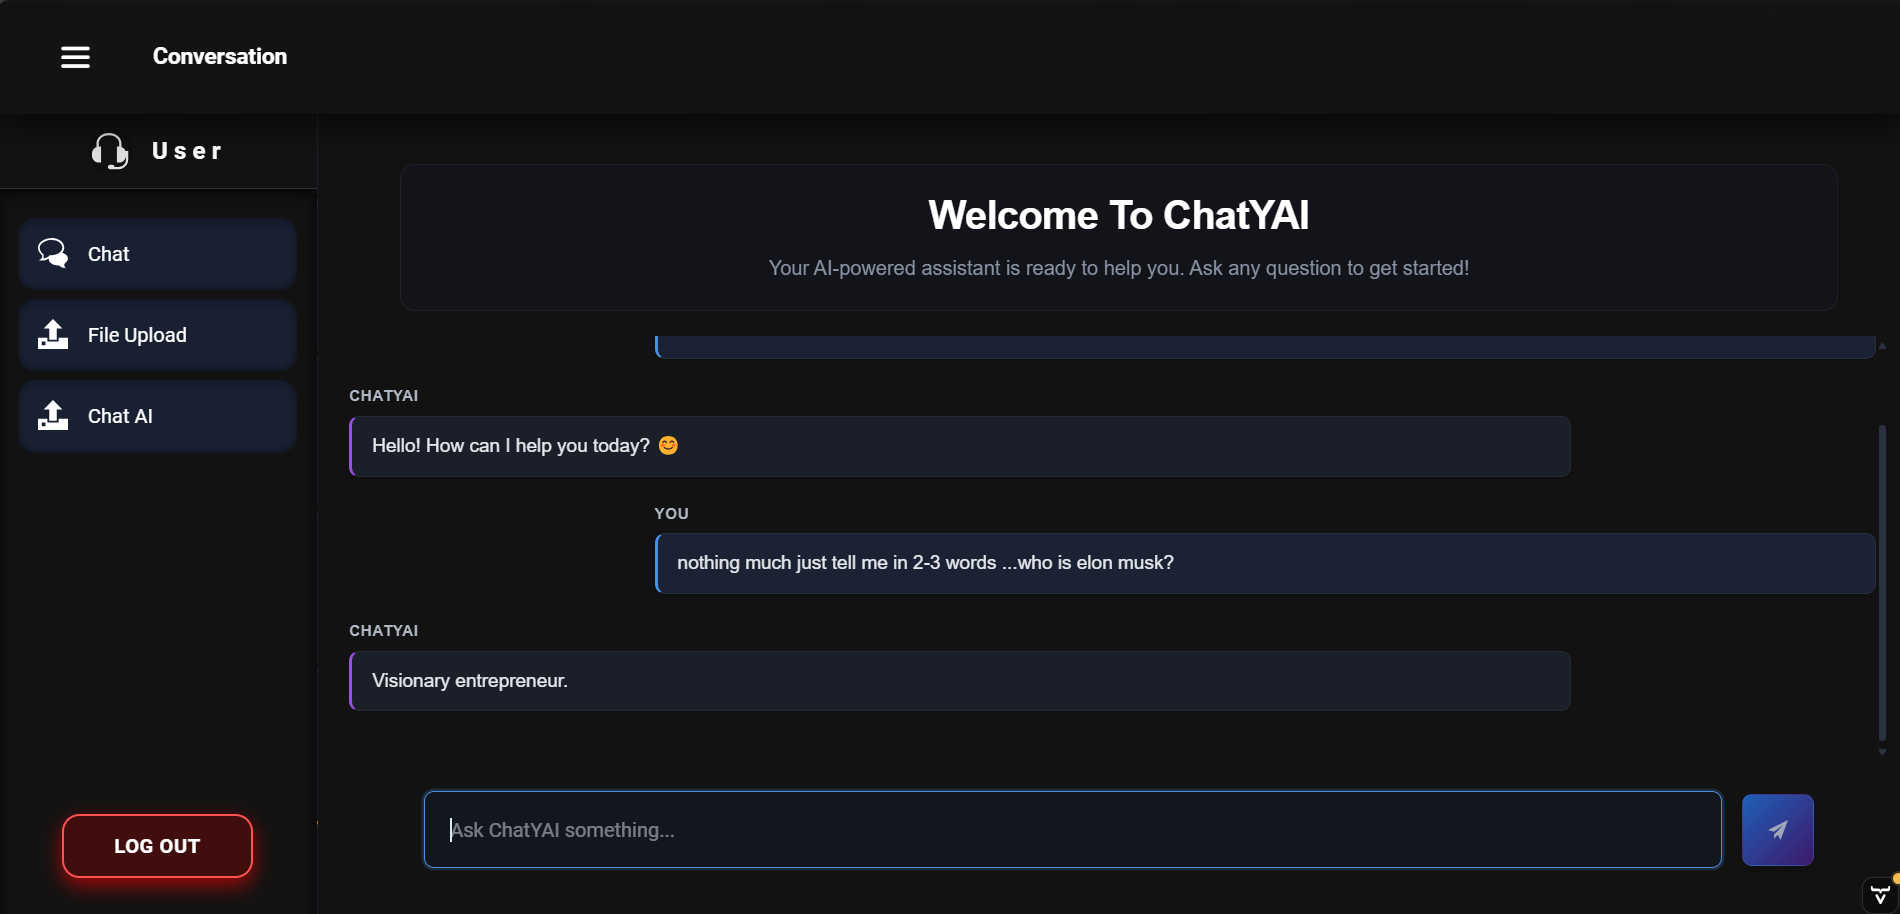 Conversation
User
Chat
File Upload
Chat AI
LOG OUT
Welcome To ChatYAI
Your AI-powered assistant is ready to help you. Ask any question to get started!
CHATYAI
Hello! How can I help you today? 😊
YOU
nothing much just tell me in 2-3 words ...who is elon musk?
CHATYAI
Visionary entrepreneur.
Ask ChatYAI something...